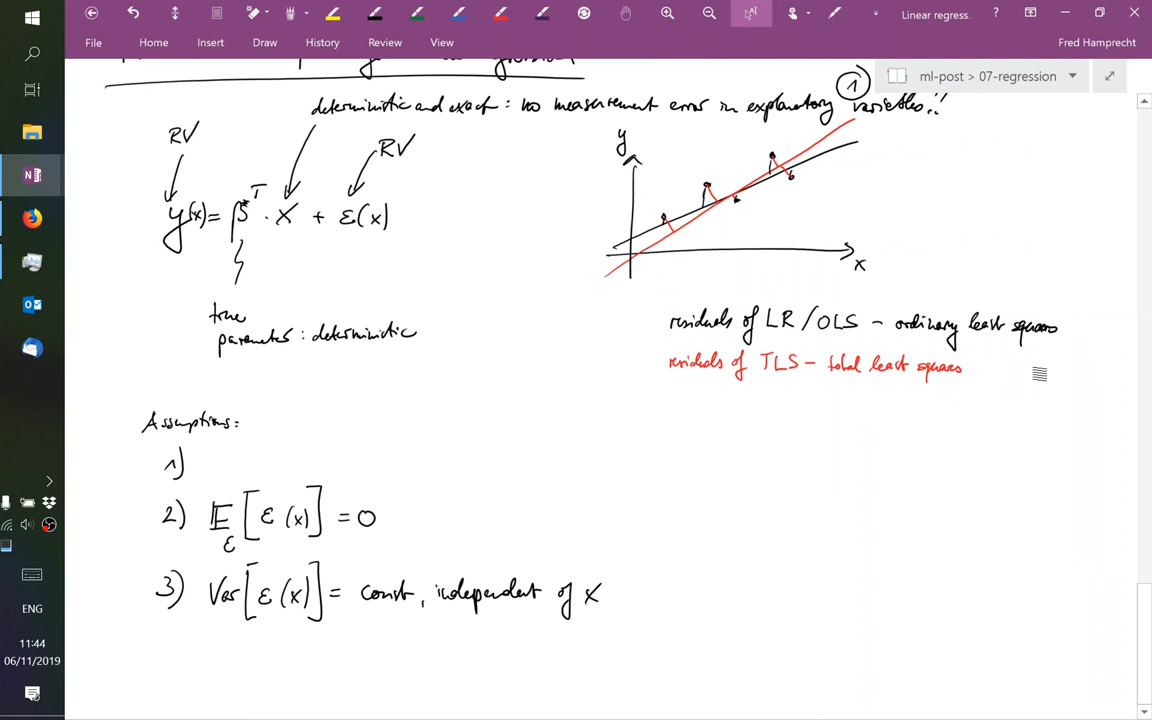 Linear regress...
File Home Insert Draw History Review View
Fred Hamprecht
ml-post > 07-regression
1
deterministic and exact: no measurement error in explanatory variables!!
RV
RV
y(x) = β*ᵀ · x + ε(x)
true
parameter: deterministic
y
x
residuals of LR/OLS – ordinary least squares
residuals of TLS – total least squares
Assumptions:
1)
2) 𝔼ε [ε(x)] = 0
3) Var[ε(x)] = const, independent of x
ENG
11:44
06/11/2019